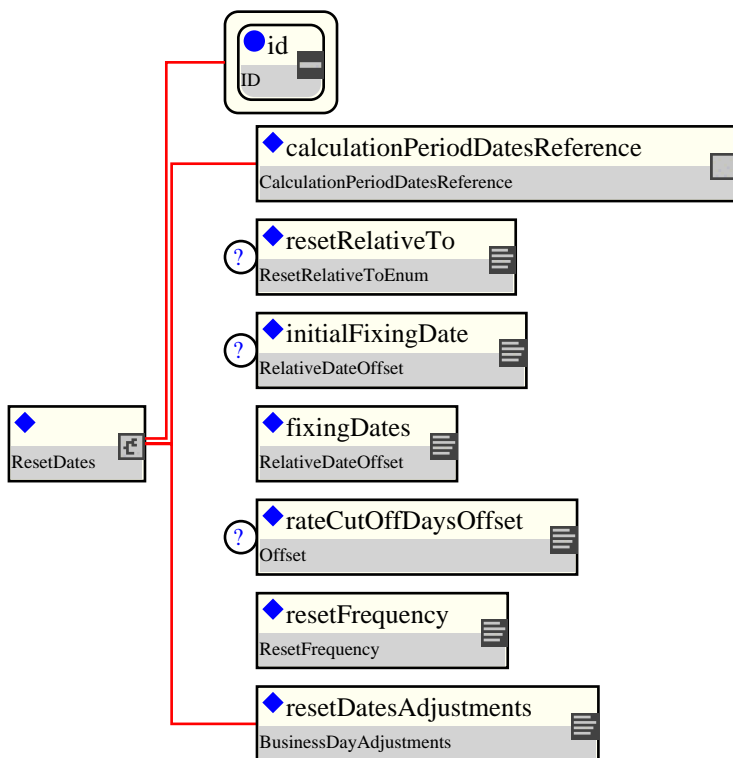 id
ID
calculationPeriodDatesReference
CalculationPeriodDatesReference
?
resetRelativeTo
ResetRelativeToEnum
?
initialFixingDate
RelativeDateOffset
ResetDates
fixingDates
RelativeDateOffset
?
rateCutOffDaysOffset
Offset
resetFrequency
ResetFrequency
resetDatesAdjustments
BusinessDayAdjustments